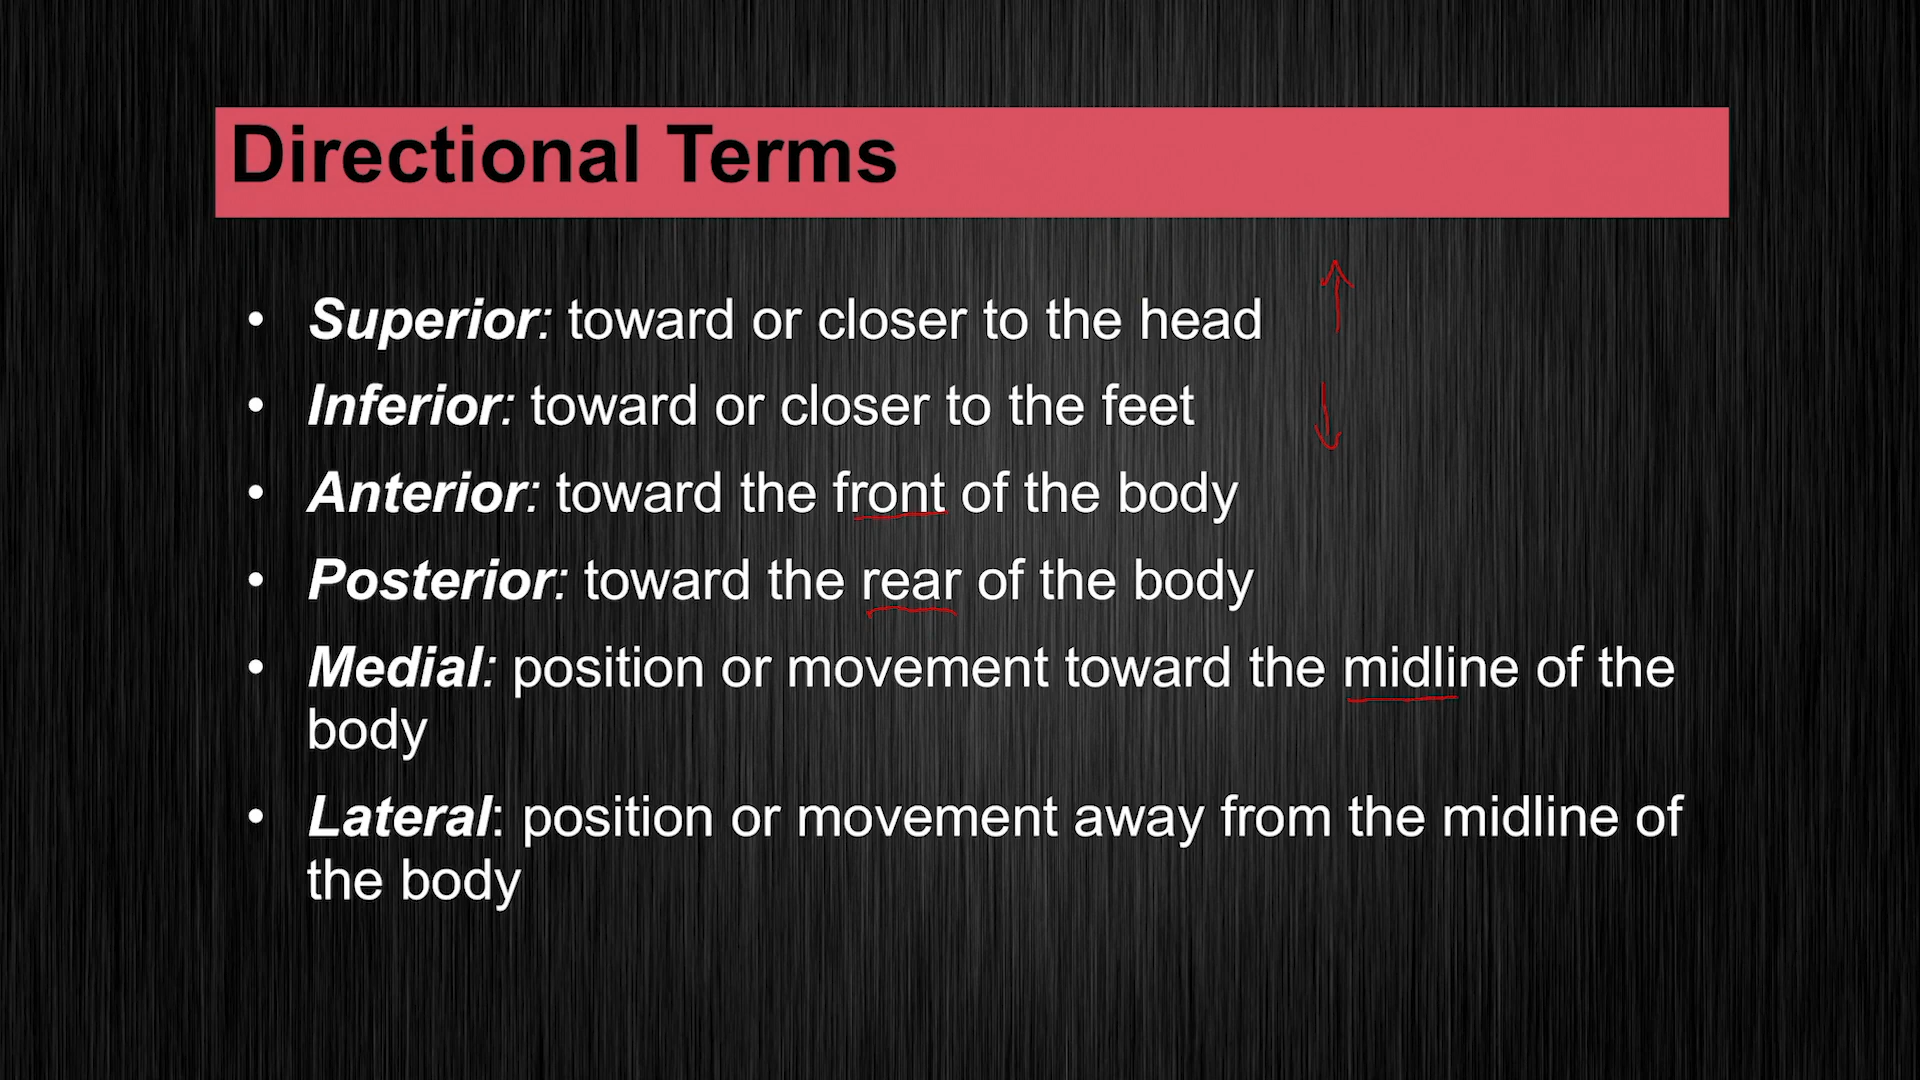 Directional Terms
• Superior: toward or closer to the head
• Inferior: toward or closer to the feet
• Anterior: toward the front of the body
• Posterior: toward the rear of the body
• Medial: position or movement toward the midline of the
body
• Lateral: position or movement away from the midline of
the body